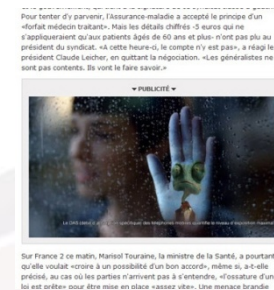 Pour tenter d'y parvenir, l'Assurance-maladie a accepté le principe d'un
«forfait médecin traitant». Mais les détails chiffrés -5 euros qui ne
s'appliqueraient qu'aux patients âgés de 60 ans et plus- n'ont pas plu au
président du syndicat. «A cette heure-ci, le compte n'y est pas», a réagi le
président Claude Leicher, en quittant la négociation. «Les généralistes ne
sont pas contents. Ils vont le faire savoir.»
PUBLICITÉ
Sur France 2 ce matin, Marisol Touraine, la ministre de la Santé, a pourtant
qu'elle voulait «croire à un possibilité d'un bon accord», même si, a-t-elle
précisé, au cas où les parties n'arrivent pas à s'entendre, «l'ossature d'un
loi est prête» pour être mise en place «assez vite». Une menace brandie